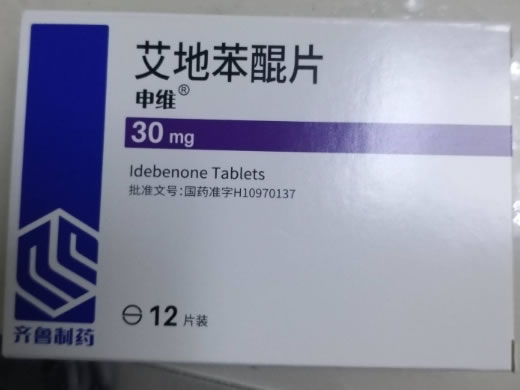 艾地苯醌片
申维®
30 mg
Idebenone Tablets
批准文号:国药准字H10970137
12片装
齐鲁制药